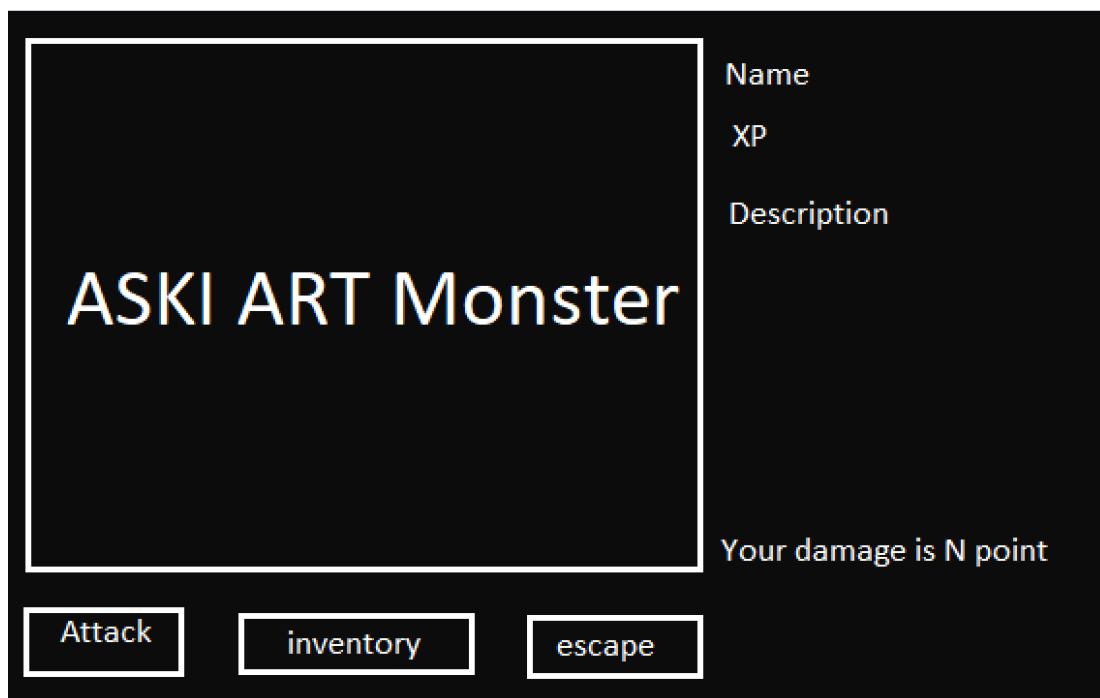 Name
XP
Description
ASKI ART Monster
Your damage is N point
Attack
inventory
escape